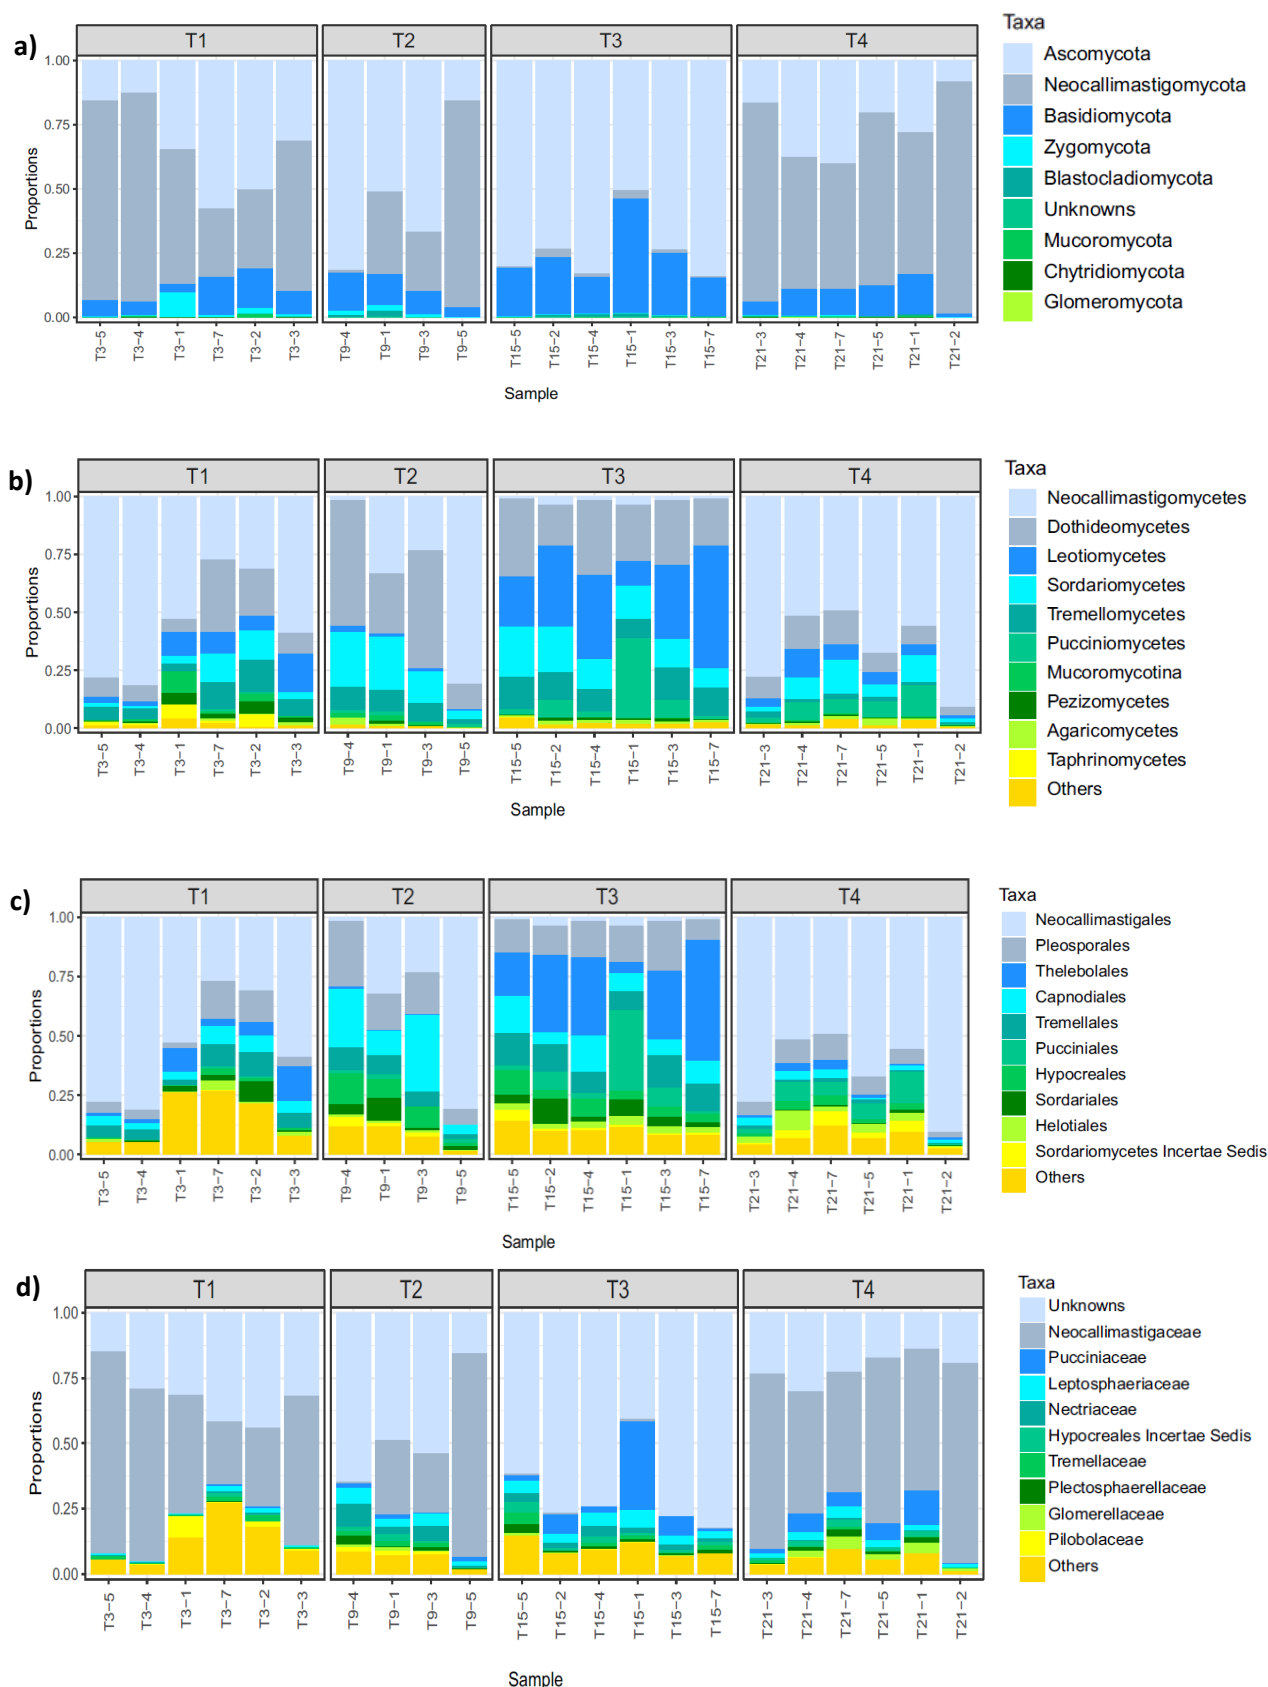 a)
T1 T2 T3 T4
Proportions
1.00
0.75
0.50
0.25
0.00
T3-5 T3-4 T3-1 T3-7 T3-2 T3-3 T9-4 T9-1 T9-3 T9-5 T15-5 T15-2 T15-4 T15-1 T15-3 T15-7 T21-3 T21-4 T21-7 T21-5 T21-1 T21-2
Sample
Taxa
Ascomycota
Neocallimastigomycota
Basidiomycota
Zygomycota
Blastocladiomycota
Unknowns
Mucoromycota
Chytridiomycota
Glomeromycota
b)
T1 T2 T3 T4
Proportions
1.00
0.75
0.50
0.25
0.00
T3-5 T3-4 T3-1 T3-7 T3-2 T3-3 T9-4 T9-1 T9-3 T9-5 T15-5 T15-2 T15-4 T15-1 T15-3 T15-7 T21-3 T21-4 T21-7 T21-5 T21-1 T21-2
Sample
Taxa
Neocallimastigomycetes
Dothideomycetes
Leotiomycetes
Sordariomycetes
Tremellomycetes
Pucciniomycetes
Mucoromycotina
Pezizomycetes
Agaricomycetes
Taphrinomycetes
Others
c)
T1 T2 T3 T4
Proportions
1.00
0.75
0.50
0.25
0.00
T3-5 T3-4 T3-1 T3-7 T3-2 T3-3 T9-4 T9-1 T9-3 T9-5 T15-5 T15-2 T15-4 T15-1 T15-3 T15-7 T21-3 T21-4 T21-7 T21-5 T21-1 T21-2
Sample
Taxa
Neocallimastigales
Pleosporales
Thelebolales
Capnodiales
Tremellales
Pucciniales
Hypocreales
Sordariales
Helotiales
Sordariomycetes Incertae Sedis
Others
d)
T1 T2 T3 T4
Proportions
1.00
0.75
0.50
0.25
0.00
T3-5 T3-4 T3-1 T3-7 T3-2 T3-3 T9-4 T9-1 T9-3 T9-5 T15-5 T15-2 T15-4 T15-1 T15-3 T15-7 T21-3 T21-4 T21-7 T21-5 T21-1 T21-2
Sample
Taxa
Unknowns
Neocallimastigaceae
Pucciniaceae
Leptosphaeriaceae
Nectriaceae
Hypocreales Incertae Sedis
Tremellaceae
Plectosphaerellaceae
Glomerellaceae
Pilobolaceae
Others